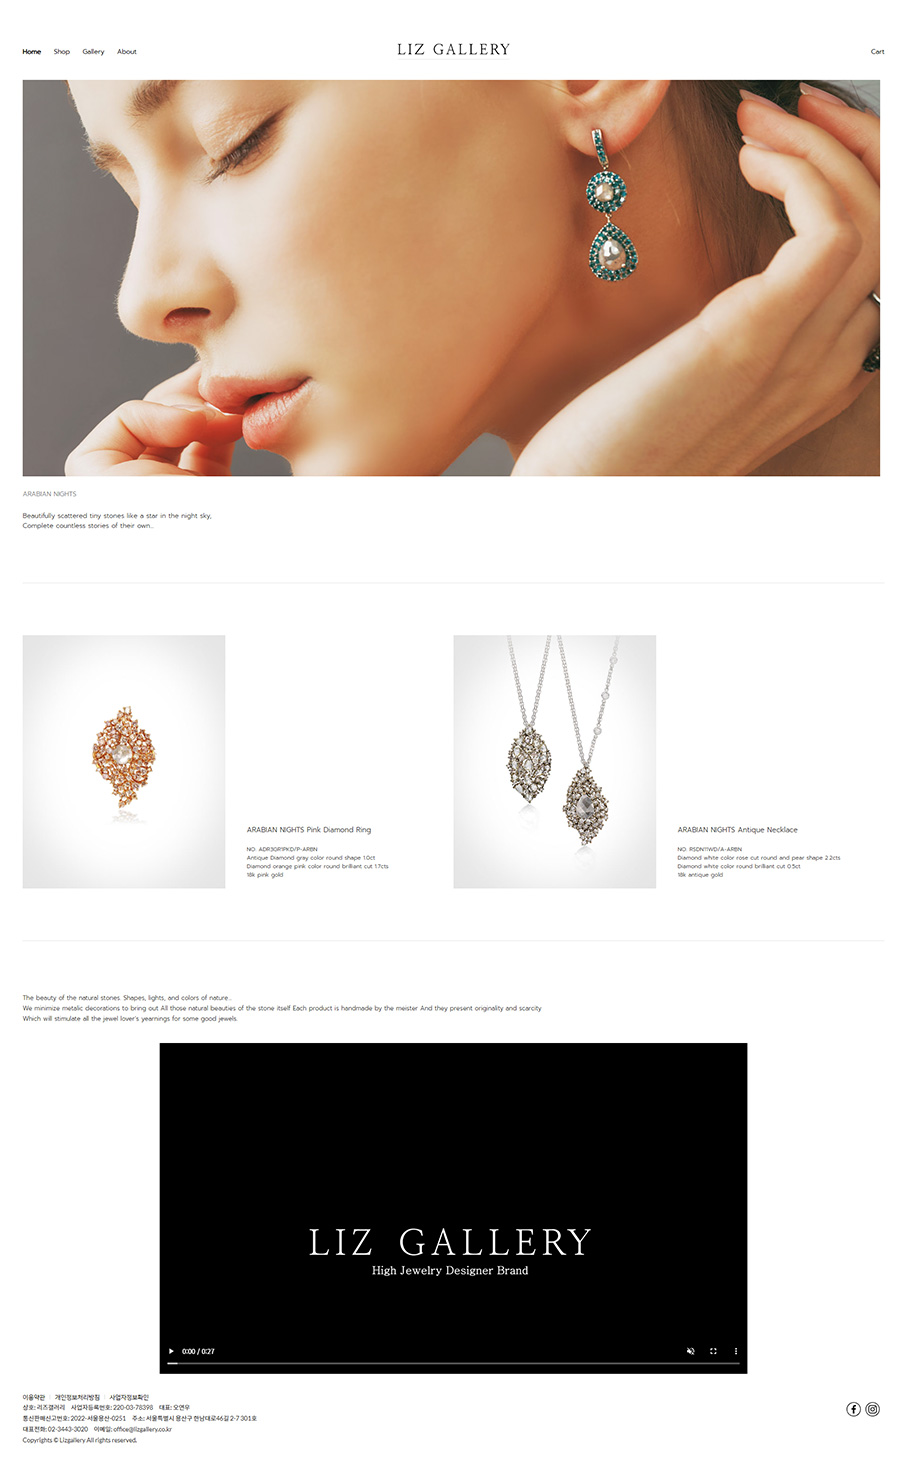 Home Shop Gallery About
LIZ GALLERY
Cart
ARABIAN NIGHTS
Beautifully scattered tiny stones like a star in the night sky,
Complete countless stories of their own..
ARABIAN NIGHTS Pink Diamond Ring
NO. ADR3GR1PKD/P-ARBN
Antique Diamond gray color round shape 1.0ct
Diamond orange pink color round brilliant cut 1.7cts
18k pink gold
ARABIAN NIGHTS Antique Necklace
NO. RSDN11WD/A-ARBN
Diamond white color rose cut round and pear shape 2.2cts
Diamond white color round brilliant cut 0.5ct
18k antique gold
The beauty of the natural stones. Shapes, lights, and colors of nature..
We minimize metalic decorations to bring out All those natural beauties of the stone itself Each product is handmade by the meister And they present originality and scarcity
Which will stimulate all the jewel lover's yearnings for some good jewels.
LIZ GALLERY
High Jewelry Designer Brand
0:00 / 0:27
이용약관 | 개인정보처리방침 | 사업자정보확인
상호: 리즈갤러리 사업자등록번호: 220-03-78398 대표: 오연우
통신판매신고번호: 2022-서울용산-0251 주소: 서울특별시 용산구 한남대로46길 2-7 301호
대표전화: 02-3443-3020 이메일: office@lizgallery.co.kr
Copyrights © Lizgallery All rights reserved.